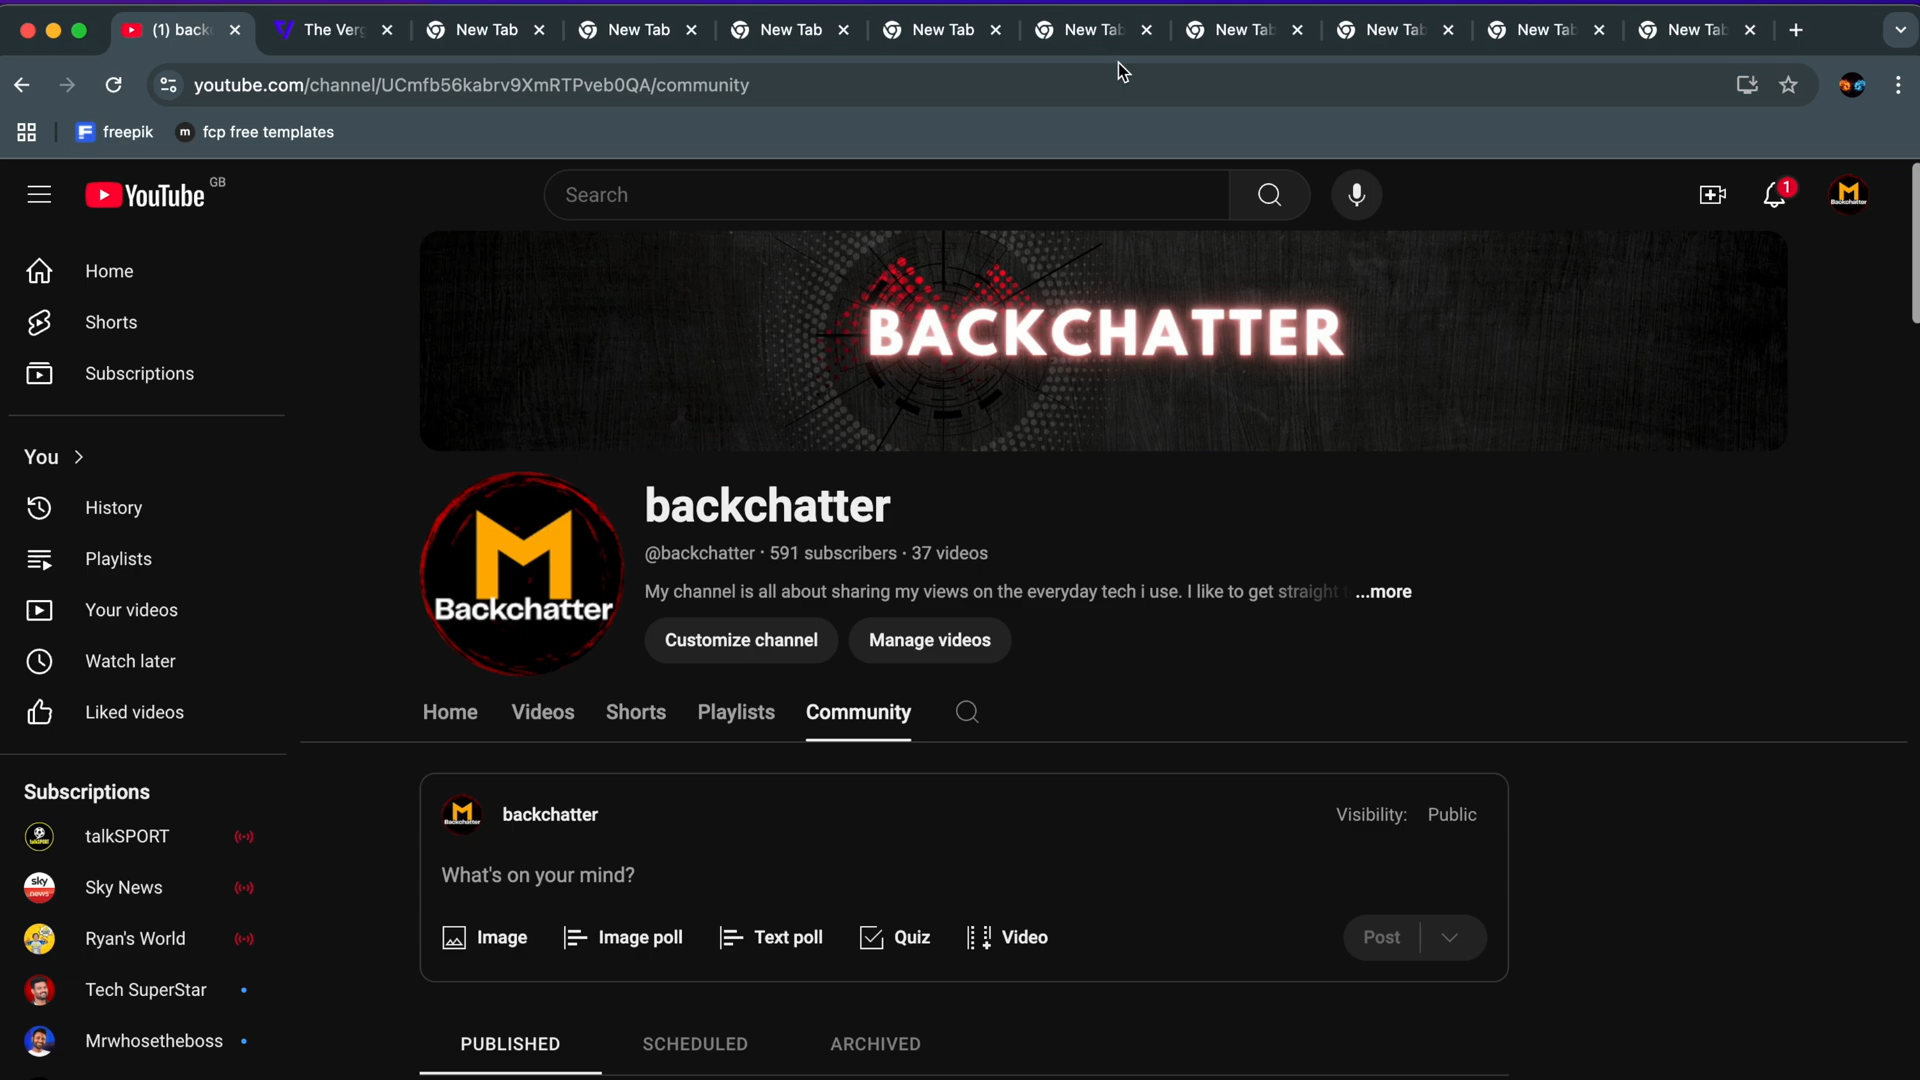 (1) back
The Verg
New Tab
New Tab
New Tab
New Tab
New Tab
New Tab
New Tab
New Tab
New Tab
youtube.com/channel/UCmfb56kabrv9XmRTPveb0QA/community
freepik
fcp free templates
YouTube GB
Search
1
Backchatter
Home
Shorts
Subscriptions
You
History
Playlists
Your videos
Watch later
Liked videos
Subscriptions
talkSPORT
sky news
Sky News
Ryan's World
Tech SuperStar
Mrwhosetheboss
BACKCHATTER
M
Backchatter
backchatter
@backchatter · 591 subscribers · 37 videos
My channel is all about sharing my views on the everyday tech i use. I like to get straight ...more
Customize channel
Manage videos
Home
Videos
Shorts
Playlists
Community
backchatter
Visibility: Public
What's on your mind?
Image
Image poll
Text poll
Quiz
Video
Post
PUBLISHED
SCHEDULED
ARCHIVED